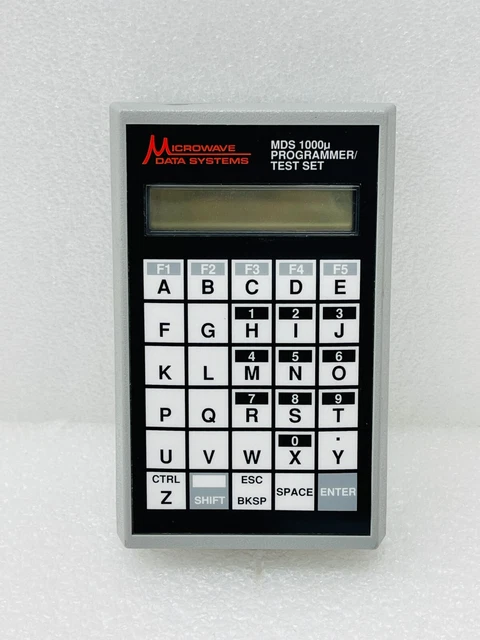 MICROWAVE
DATA SYSTEMS
MDS 1000µ
PROGRAMMER/
TEST SET
F1 F2 F3 F4 F5
A B C D E
1 2 3
F G H I J
4 5 6
K L M N O
7 8 9
P Q R S T
0 .
U V W X Y
CTRL ESC
Z SHIFT BKSP SPACE ENTER